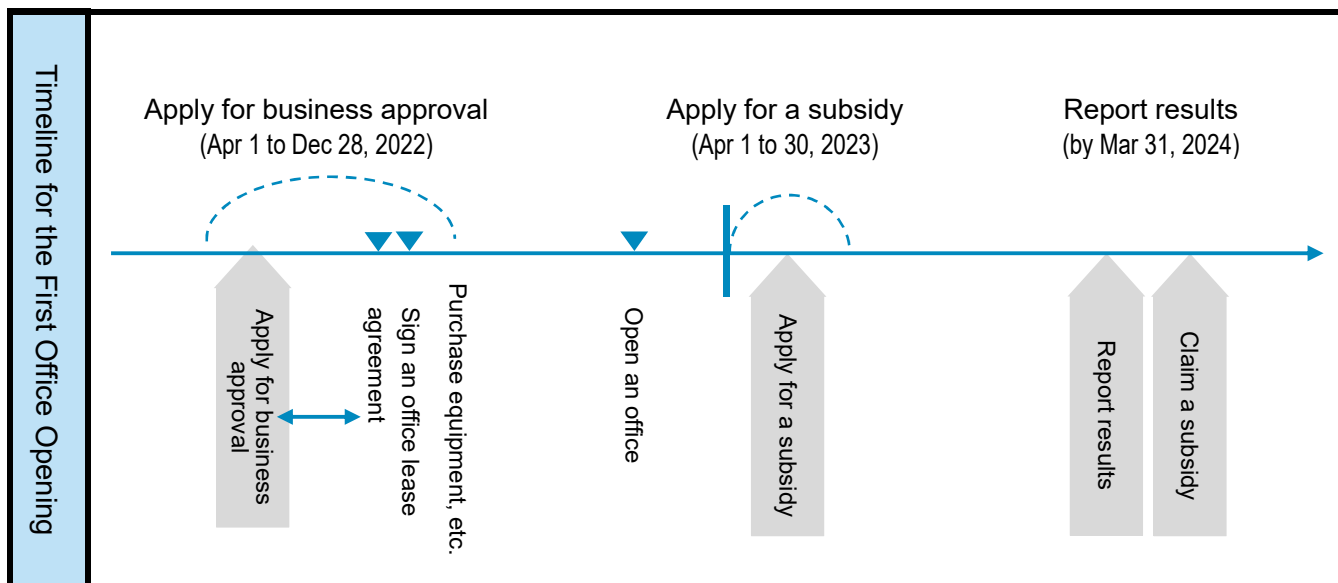 Timeline for the First Office Opening
Apply for business approval
(Apr 1 to Dec 28, 2022)
Apply for a subsidy
(Apr 1 to 30, 2023)
Report results
(by Mar 31, 2024)
Apply for business
approval
Sign an office lease
agreement
Purchase equipment, etc.
Open an office
Apply for a subsidy
Report results
Claim a subsidy